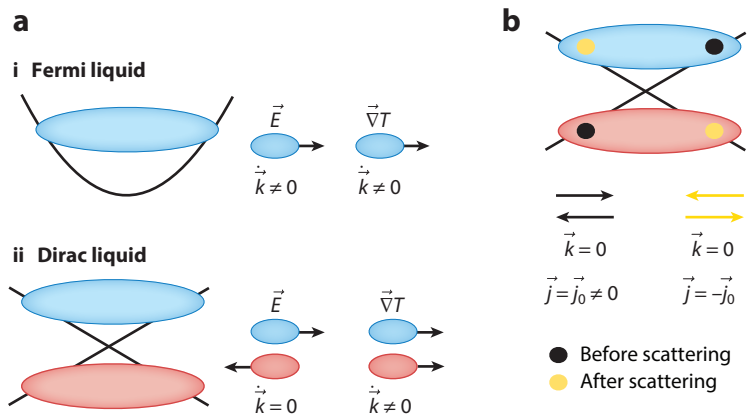 a
i Fermi liquid
E⃗ ∇⃗T
k⃗̇ ≠ 0 k⃗̇ ≠ 0
ii Dirac liquid
E⃗ ∇⃗T
k⃗̇ = 0 k⃗̇ ≠ 0
b
k⃗ = 0 k⃗ = 0
j⃗ = j⃗₀ ≠ 0 j⃗ = −j⃗₀
Before scattering
After scattering